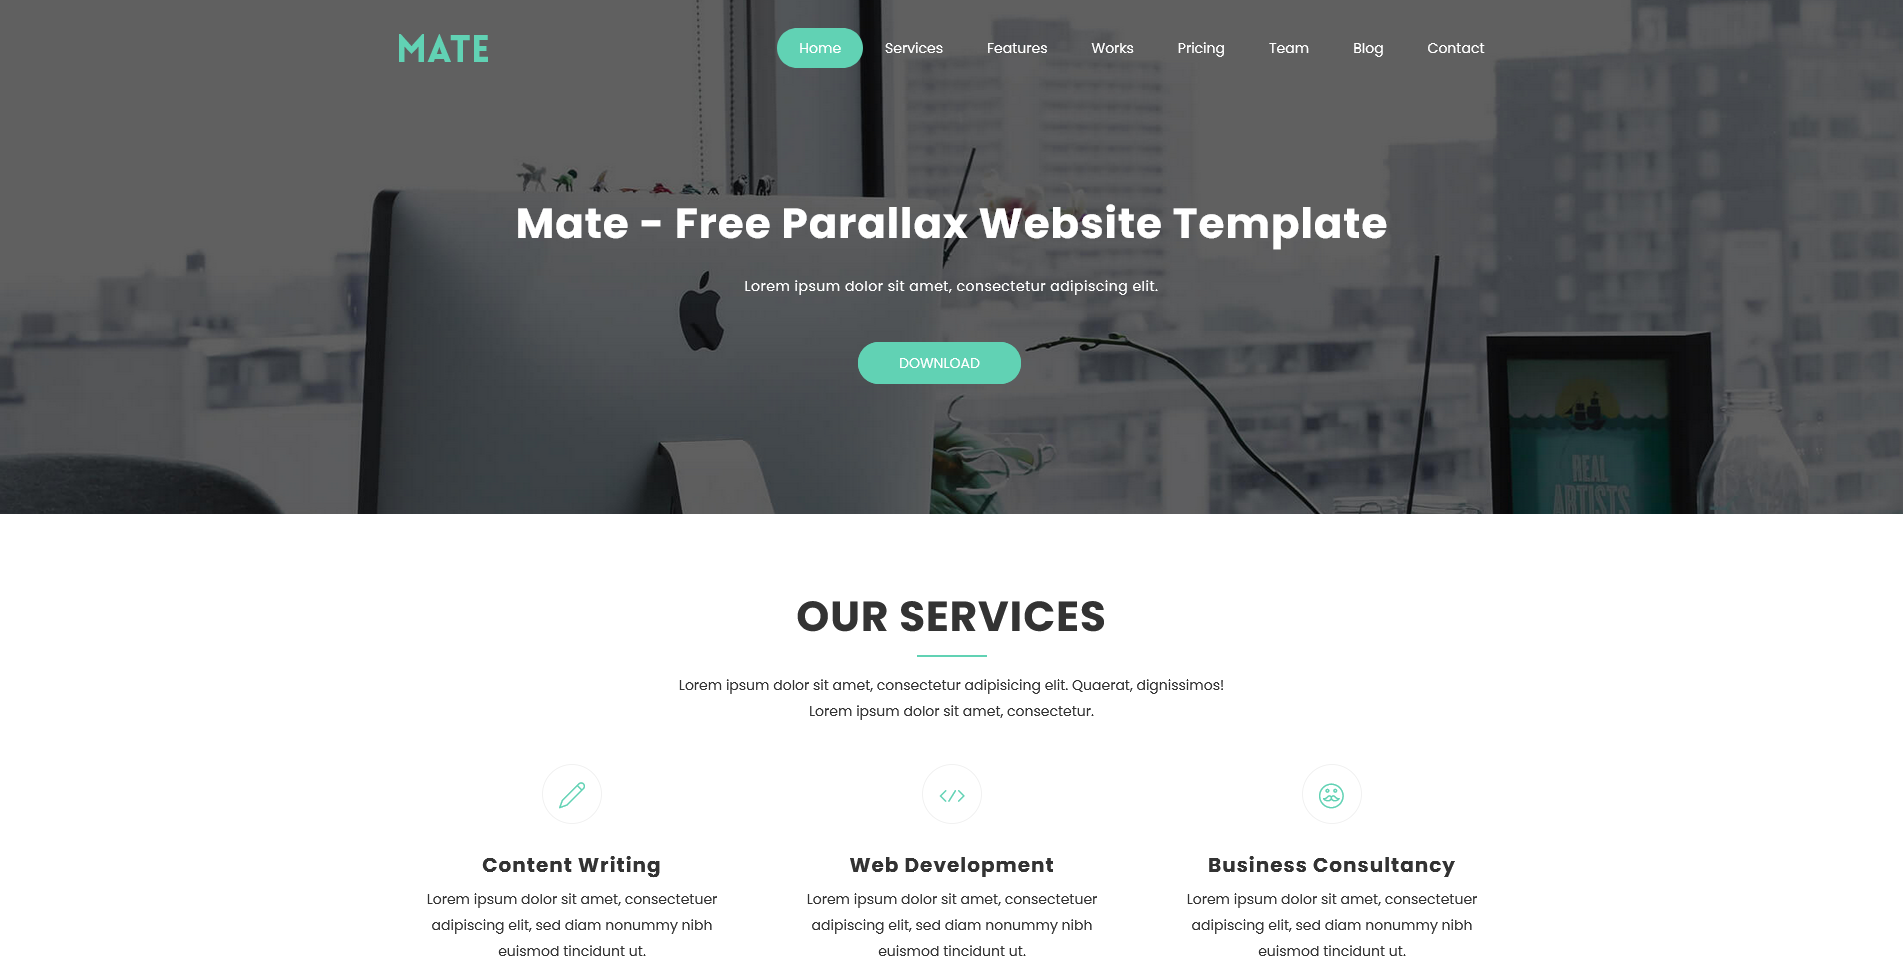 MATE
Home Services Features Works Pricing Team Blog Contact
Mate - Free Parallax Website Template
Lorem ipsum dolor sit amet, consectetur adipiscing elit.
DOWNLOAD
REAL
ARTISTS
OUR SERVICES
Lorem ipsum dolor sit amet, consectetur adipisicing elit. Quaerat, dignissimos!
Lorem ipsum dolor sit amet, consectetur.
Content Writing
Lorem ipsum dolor sit amet, consectetuer
adipiscing elit, sed diam nonummy nibh
euismod tincidunt ut.
Web Development
Lorem ipsum dolor sit amet, consectetuer
adipiscing elit, sed diam nonummy nibh
euismod tincidunt ut.
Business Consultancy
Lorem ipsum dolor sit amet, consectetuer
adipiscing elit, sed diam nonummy nibh
euismod tincidunt ut.